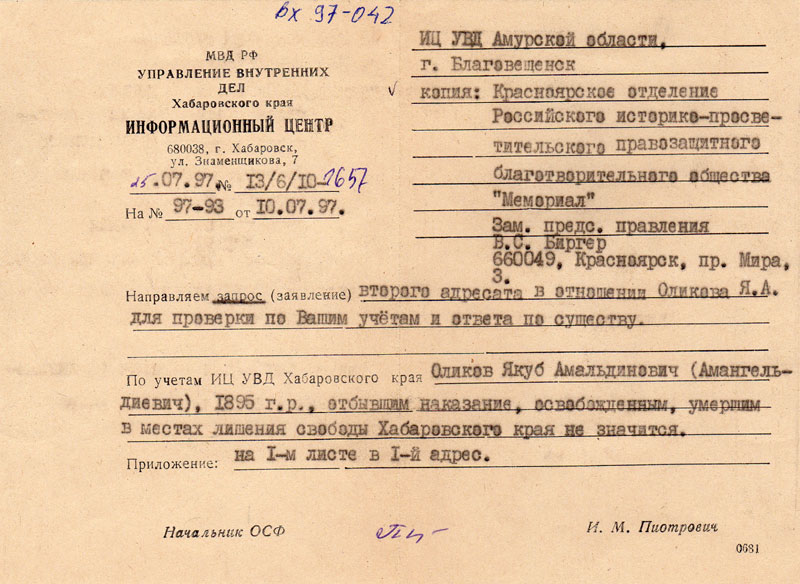 вх 97-042
МВД РФ
УПРАВЛЕНИЕ ВНУТРЕННИХ
ДЕЛ
Хабаровского края
ИНФОРМАЦИОННЫЙ ЦЕНТР
680038, г. Хабаровск,
ул. Знаменщикова, 7
25.07.97. № 13/6/10-2657
На № 97-93 от 10.07.97.
ИЦ УВД Амурской области,
г. Благовещенск
копия: Красноярское отделение
Российского историко-просве-
тительского правозащитного
благотворительного общества
"Мемориал"
Зам. предс. правления
В.С. Биргер
660049, Красноярск, пр. Мира,
3.
Направляем запрос (заявление) второго адресата в отношении Оликова Я.А.
для проверки по Вашим учётам и ответа по существу.
По учетам ИЦ УВД Хабаровского края Оликов Якуб Амальдинович (Амангель-
диевич), 1895 г.р., отбывшим наказание, освобожденным, умершим
в местах лишения свободы Хабаровского края не значится.
Приложение: на I-м листе в I-й адрес.
Начальник ОСФ И. М. Пиотрович
0681